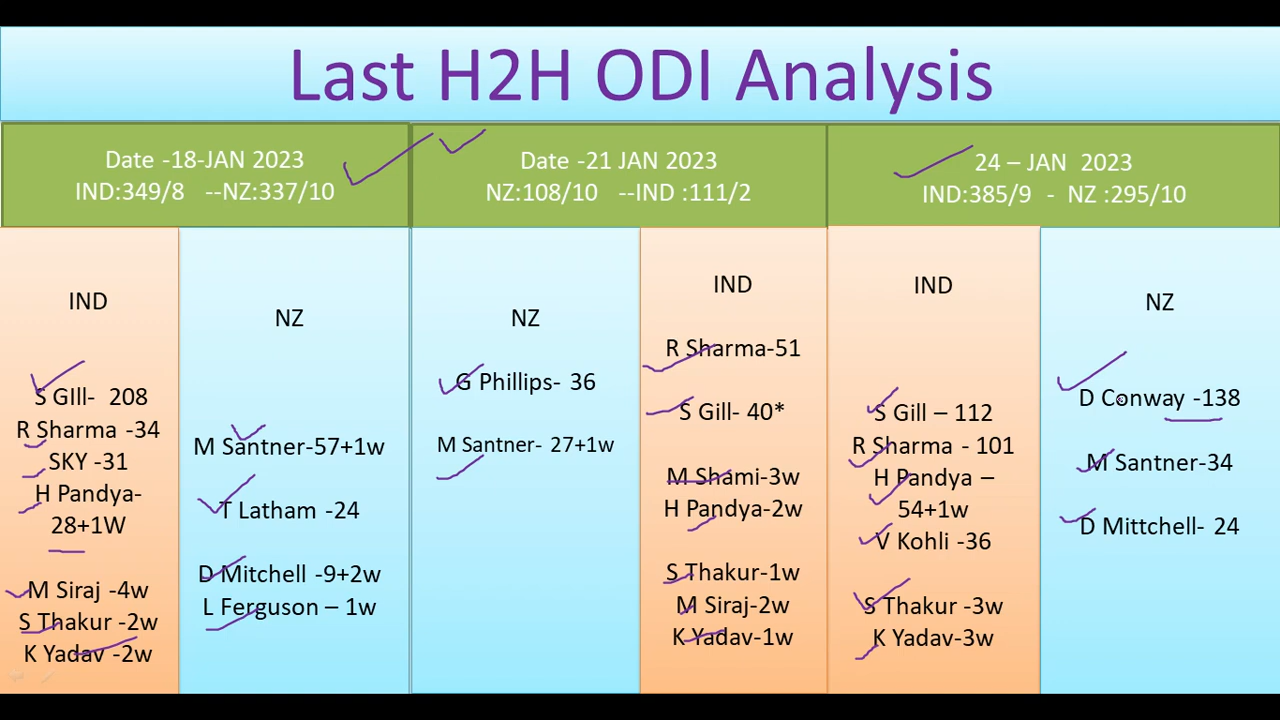 Last H2H ODI Analysis
Date -18-JAN 2023
IND:349/8 --NZ:337/10
Date -21 JAN 2023
NZ:108/10 --IND :111/2
24 – JAN 2023
IND:385/9 - NZ :295/10
IND
S GIll- 208
R Sharma -34
SKY -31
H Pandya-
28+1W
M Siraj -4w
S Thakur -2w
K Yadav -2w
NZ
M Santner-57+1w
T Latham -24
D Mitchell -9+2w
L Ferguson – 1w
NZ
G Phillips- 36
M Santner- 27+1w
IND
R Sharma-51
S Gill- 40*
M Shami-3w
H Pandya-2w
S Thakur-1w
M Siraj-2w
K Yadav-1w
IND
S Gill – 112
R Sharma - 101
H Pandya –
54+1w
V Kohli -36
S Thakur -3w
K Yadav-3w
NZ
D Conway -138
M Santner-34
D Mittchell- 24